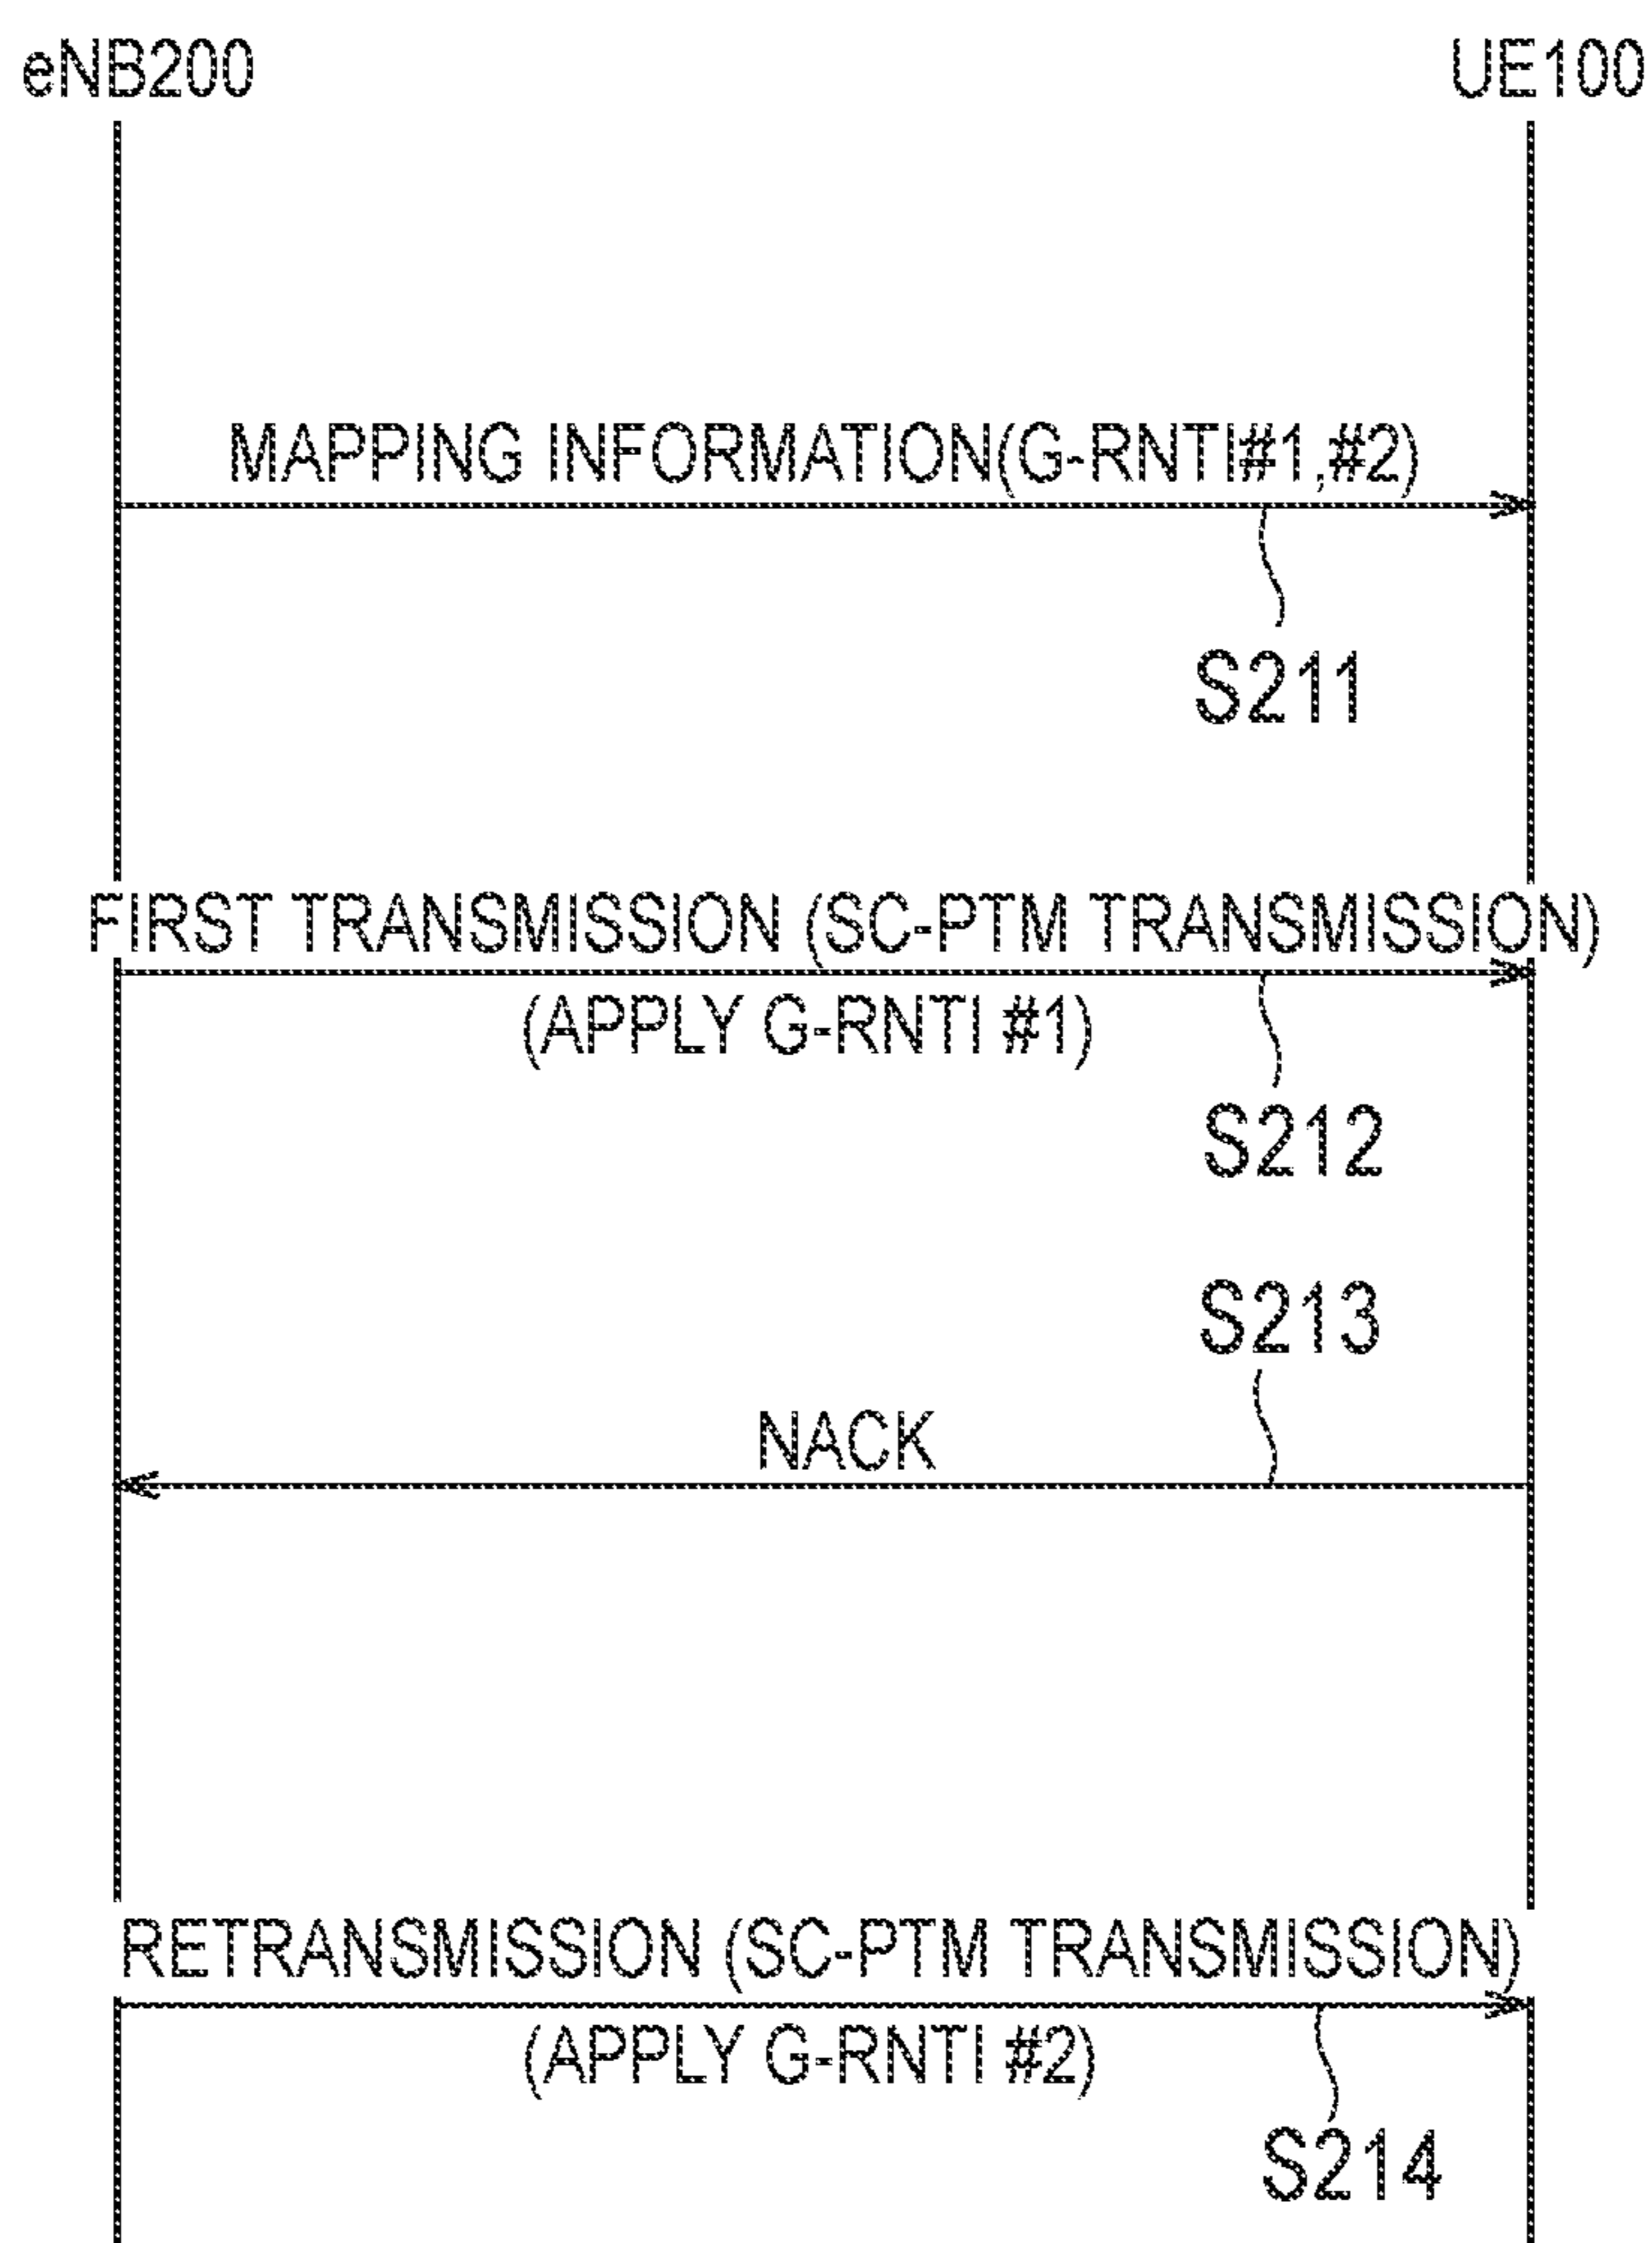 eNB200
UE100
MAPPING INFORMATION(G-RNTI#1,#2)
S211
FIRST TRANSMISSION (SC-PTM TRANSMISSION)
(APPLY G-RNTI #1)
S212
S213
NACK
RETRANSMISSION (SC-PTM TRANSMISSION)
(APPLY G-RNTI #2)
S214